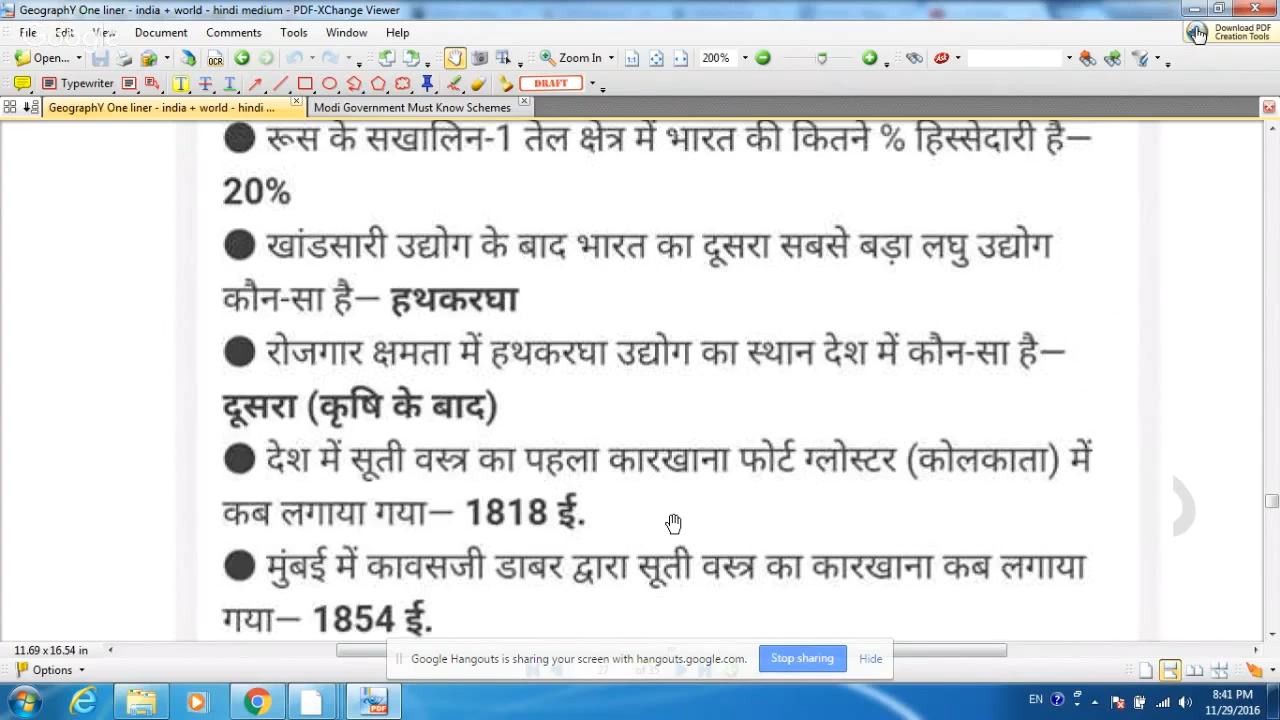 GeographY One liner - india + world - hindi medium - PDF-XChange Viewer
File Edit View Document Comments Tools Window Help
Google
Download PDF
Creation Tools
Open... OCR Zoom In 200%
Typewriter DRAFT
GeographY One liner - india + world - hindi ... Modi Government Must Know Schemes
● रूस के सखालिन-1 तेल क्षेत्र में भारत की कितने % हिस्सेदारी है—
20%
● खांडसारी उद्योग के बाद भारत का दूसरा सबसे बड़ा लघु उद्योग
कौन-सा है— हथकरघा
● रोजगार क्षमता में हथकरघा उद्योग का स्थान देश में कौन-सा है—
दूसरा (कृषि के बाद)
● देश में सूती वस्त्र का पहला कारखाना फोर्ट ग्लोस्टर (कोलकाता) में
कब लगाया गया— 1818 ई.
● मुंबई में कावसजी डाबर द्वारा सूती वस्त्र का कारखाना कब लगाया
गया— 1854 ई.
11.69 x 16.54 in
Google Hangouts is sharing your screen with hangouts.google.com. Stop sharing Hide
Options 27 of 35
EN 8:41 PM
11/29/2016